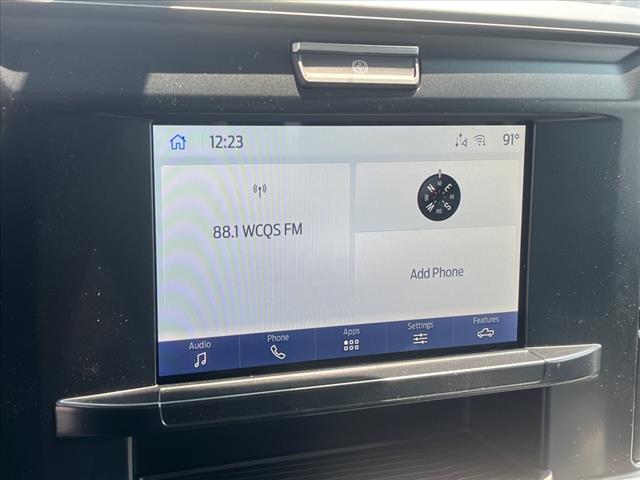 12:23
91°
88.1 WCQS FM
N E
W S
Add Phone
Audio
Phone
Apps
Settings
Features